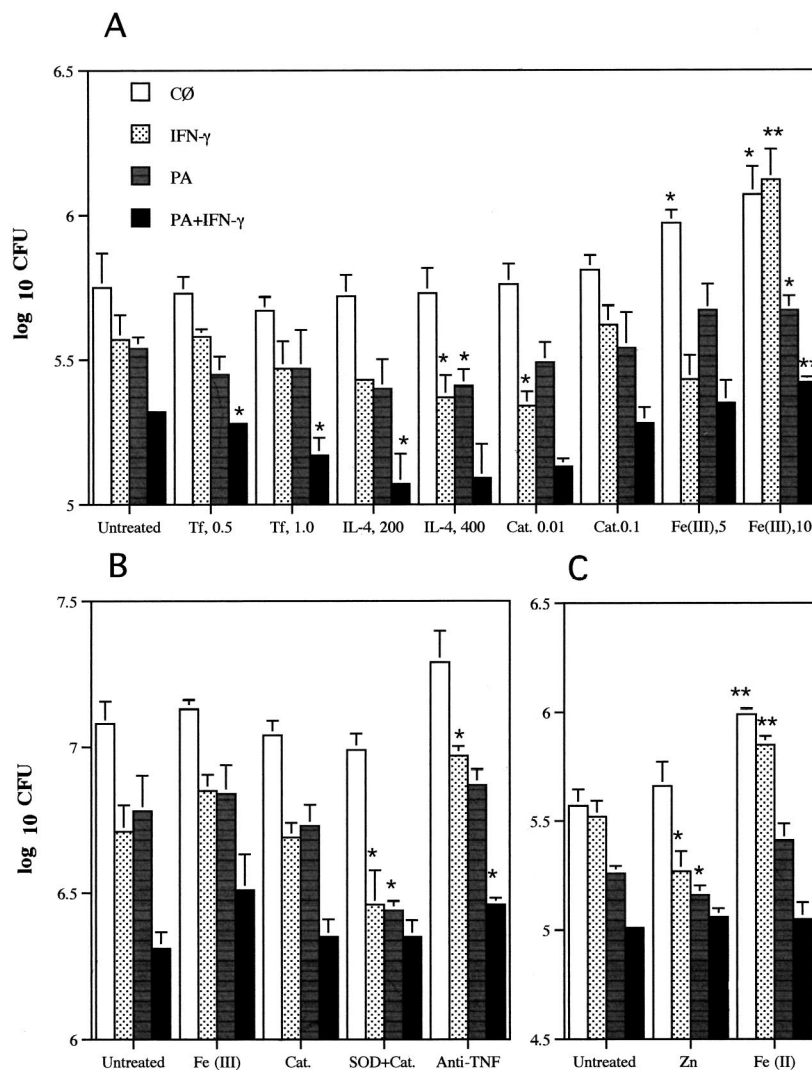 A
6.5
CØ
IFN-γ
PA
PA+IFN-γ
6
5.5
5
log 10 CFU
* * ** * ** * * * * * *
Untreated Tf, 0.5 Tf, 1.0 IL-4, 200 IL-4, 400 Cat. 0.01 Cat.0.1 Fe(III),5 Fe(III),10
B
7.5
7
6.5
6
log 10 CFU
* * * *
Untreated Fe (III) Cat. SOD+Cat. Anti-TNF
C
6.5
6
5.5
5
4.5
** ** * *
Untreated Zn Fe (II)